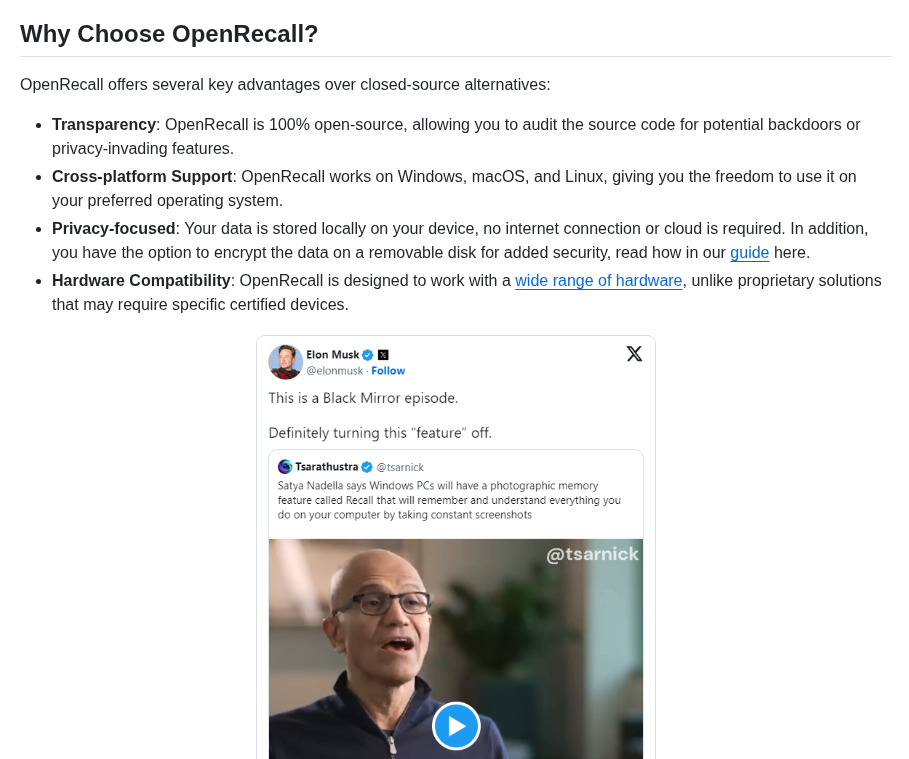 Why Choose OpenRecall?
OpenRecall offers several key advantages over closed-source alternatives:
• Transparency: OpenRecall is 100% open-source, allowing you to audit the source code for potential backdoors or
privacy-invading features.
• Cross-platform Support: OpenRecall works on Windows, macOS, and Linux, giving you the freedom to use it on
your preferred operating system.
• Privacy-focused: Your data is stored locally on your device, no internet connection or cloud is required. In addition,
you have the option to encrypt the data on a removable disk for added security, read how in our guide here.
• Hardware Compatibility: OpenRecall is designed to work with a wide range of hardware, unlike proprietary solutions
that may require specific certified devices.
Elon Musk
@elonmusk · Follow
This is a Black Mirror episode.
Definitely turning this “feature” off.
Tsarathustra @tsarnick
Satya Nadella says Windows PCs will have a photographic memory
feature called Recall that will remember and understand everything you
do on your computer by taking constant screenshots
@tsarnick